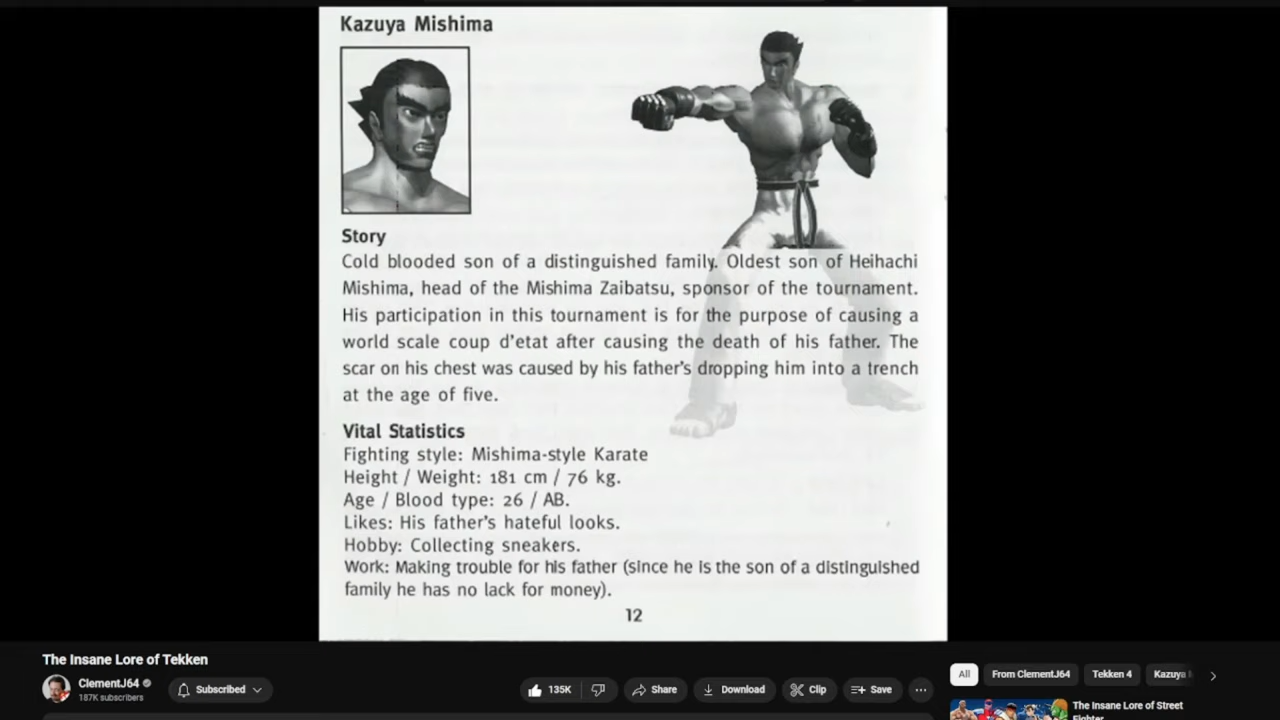 Kazuya Mishima
Story
Cold blooded son of a distinguished family. Oldest son of Heihachi
Mishima, head of the Mishima Zaibatsu, sponsor of the tournament.
His participation in this tournament is for the purpose of causing a
world scale coup d'etat after causing the death of his father. The
scar on his chest was caused by his father's dropping him into a trench
at the age of five.
Vital Statistics
Fighting style: Mishima-style Karate
Height / Weight: 181 cm / 76 kg.
Age / Blood type: 26 / AB.
Likes: His father's hateful looks.
Hobby: Collecting sneakers.
Work: Making trouble for his father (since he is the son of a distinguished
family he has no lack for money).
12
The Insane Lore of Tekken
ClementJ64
187K subscribers
Subscribed
135K
Share
Download
Clip
Save
All
From ClementJ64
Tekken 4
Kazuya
The Insane Lore of Street
Fighter